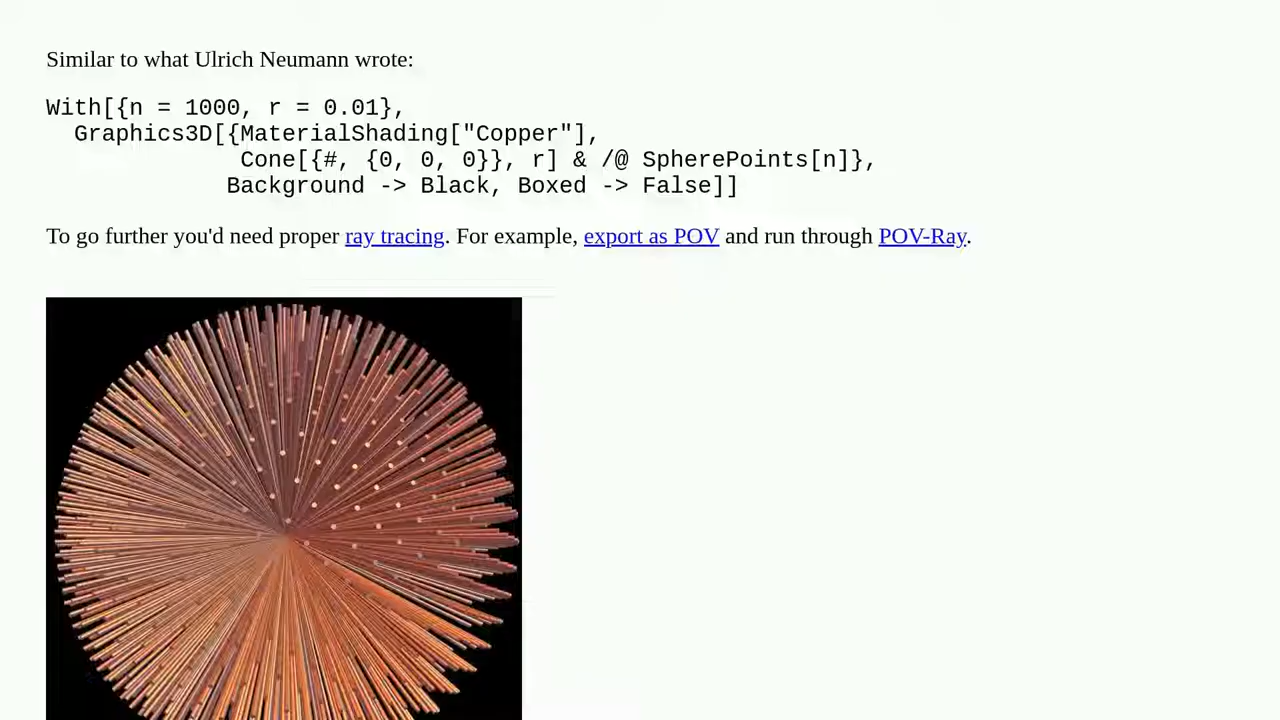 Similar to what Ulrich Neumann wrote:
With[{n = 1000, r = 0.01},
  Graphics3D[{MaterialShading["Copper"],
              Cone[{#, {0, 0, 0}}, r] & /@ SpherePoints[n]},
             Background -> Black, Boxed -> False]]
To go further you'd need proper ray tracing. For example, export as POV and run through POV-Ray.